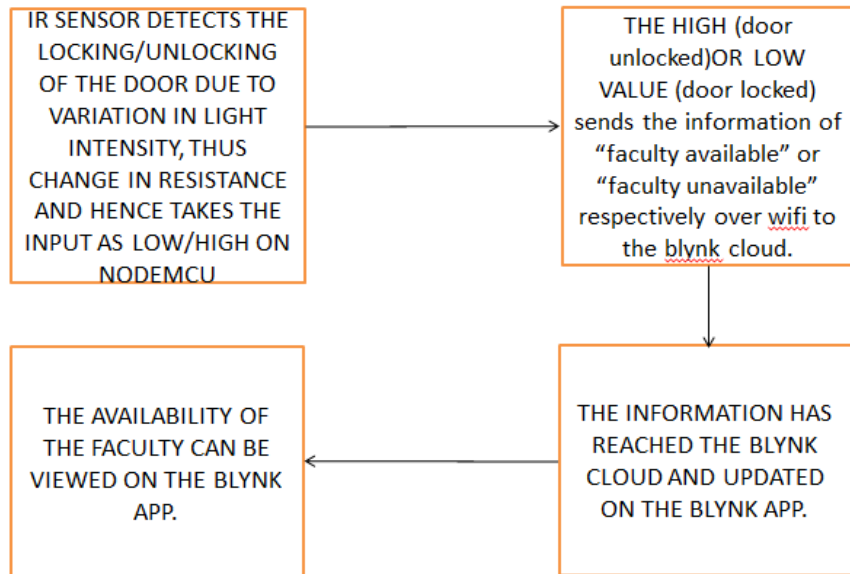 IR SENSOR DETECTS THE
LOCKING/UNLOCKING
OF THE DOOR DUE TO
VARIATION IN LIGHT
INTENSITY, THUS
CHANGE IN RESISTANCE
AND HENCE TAKES THE
INPUT AS LOW/HIGH ON
NODEMCU
THE HIGH (door
unlocked)OR LOW
VALUE (door locked)
sends the information of
“faculty available” or
“faculty unavailable”
respectively over wifi to
the blynk cloud.
THE INFORMATION HAS
REACHED THE BLYNK
CLOUD AND UPDATED
ON THE BLYNK APP.
THE AVAILABILITY OF
THE FACULTY CAN BE
VIEWED ON THE BLYNK
APP.